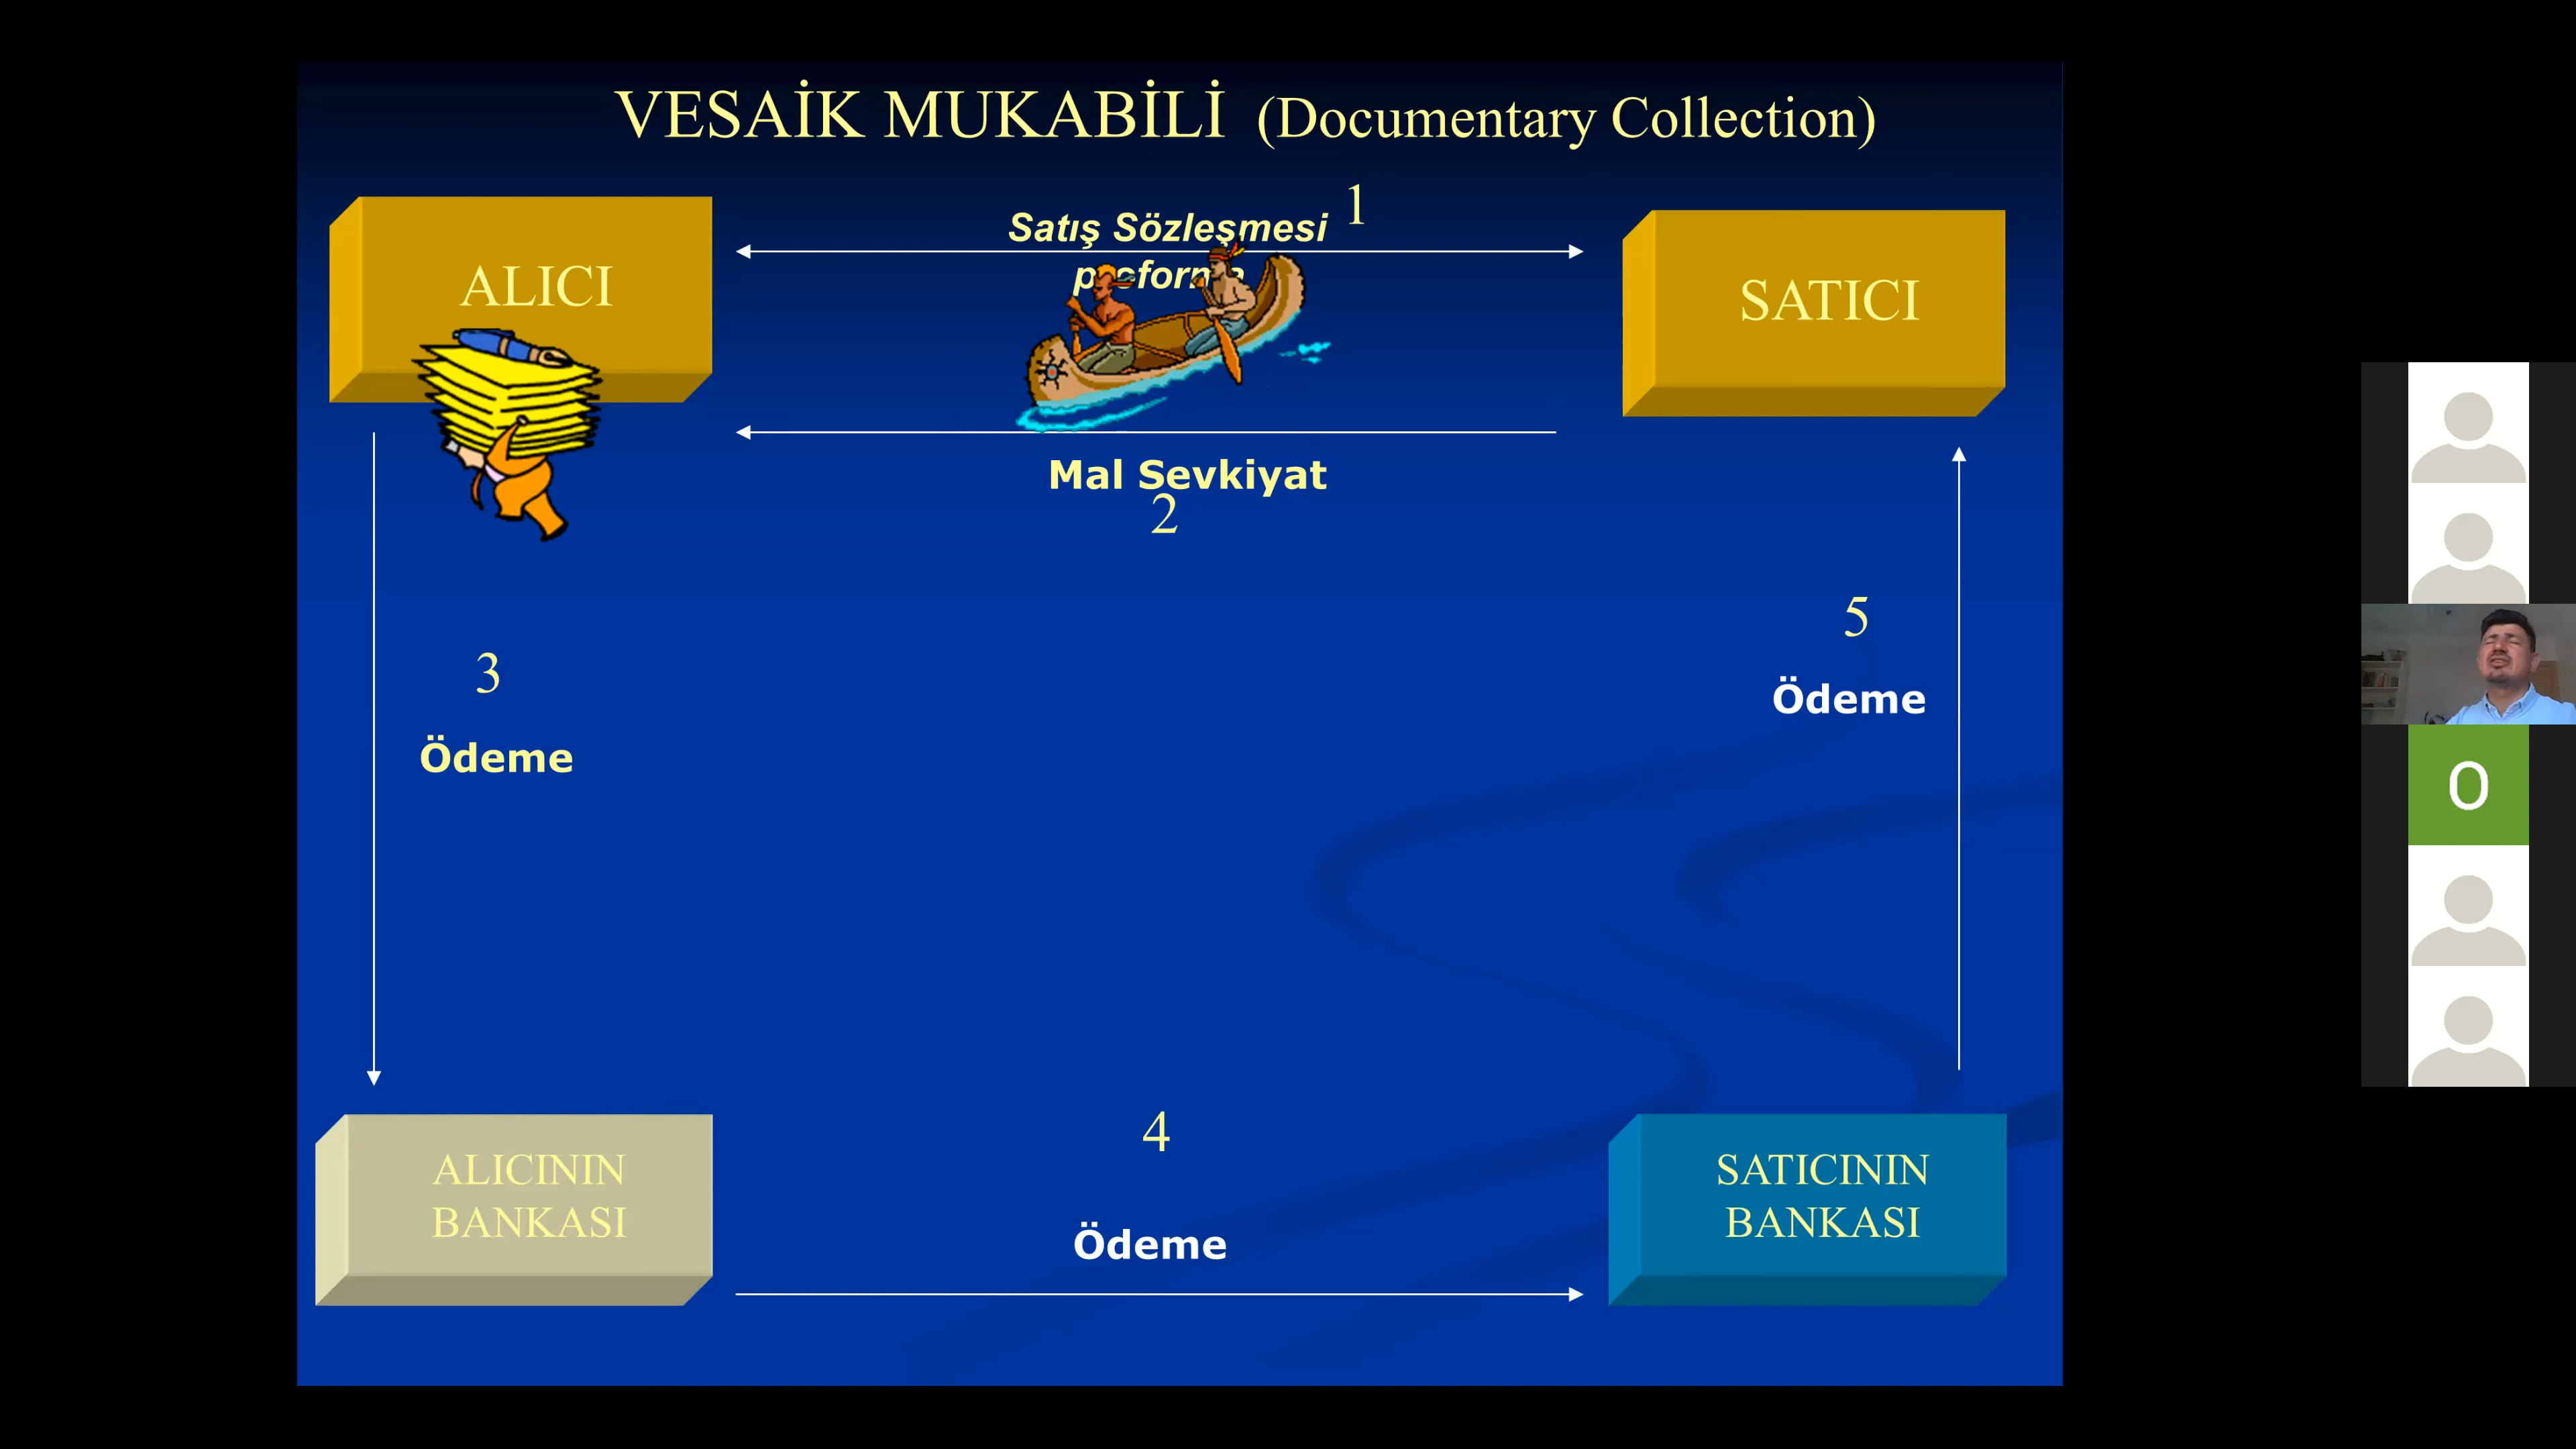 VESAİK MUKABİLİ (Documentary Collection)
1
Satış Sözleşmesi
ALICI
SATICI
Mal Sevkiyat
2
3
Ödeme
5
Ödeme
O
4
Ödeme
ALICININ
BANKASI
SATICININ
BANKASI